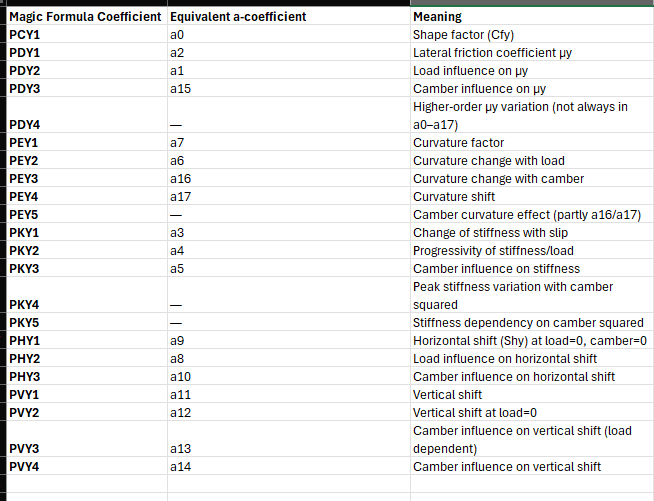 Magic Formula Coefficient Equivalent a-coefficient Meaning
PCY1 a0 Shape factor (Cfy)
PDY1 a2 Lateral friction coefficient μy
PDY2 a1 Load influence on μy
PDY3 a15 Camber influence on μy
Higher-order μy variation (not always in
PDY4 — a0–a17)
PEY1 a7 Curvature factor
PEY2 a6 Curvature change with load
PEY3 a16 Curvature change with camber
PEY4 a17 Curvature shift
PEY5 — Camber curvature effect (partly a16/a17)
PKY1 a3 Change of stiffness with slip
PKY2 a4 Progressivity of stiffness/load
PKY3 a5 Camber influence on stiffness
Peak stiffness variation with camber
PKY4 — squared
PKY5 — Stiffness dependency on camber squared
PHY1 a9 Horizontal shift (Shy) at load=0, camber=0
PHY2 a8 Load influence on horizontal shift
PHY3 a10 Camber influence on horizontal shift
PVY1 a11 Vertical shift
PVY2 a12 Vertical shift at load=0
Camber influence on vertical shift (load
PVY3 a13 dependent)
PVY4 a14 Camber influence on vertical shift